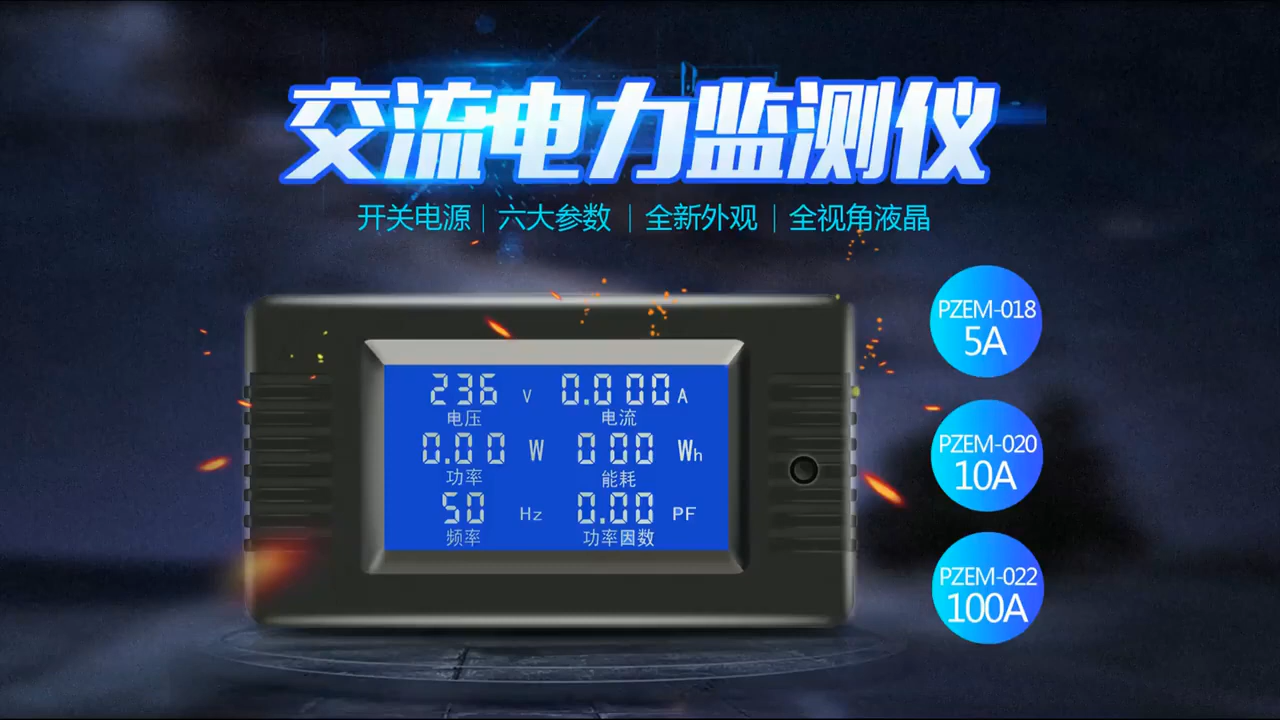 交流电力监测仪
开关电源｜六大参数｜全新外观｜全视角液晶
PZEM-018
5A
236 V 0.000 A
电压 电流
0.00 W 000 Wh
功率 能耗
50 Hz 0.00 PF
频率 功率因数
PZEM-020
10A
PZEM-022
100A